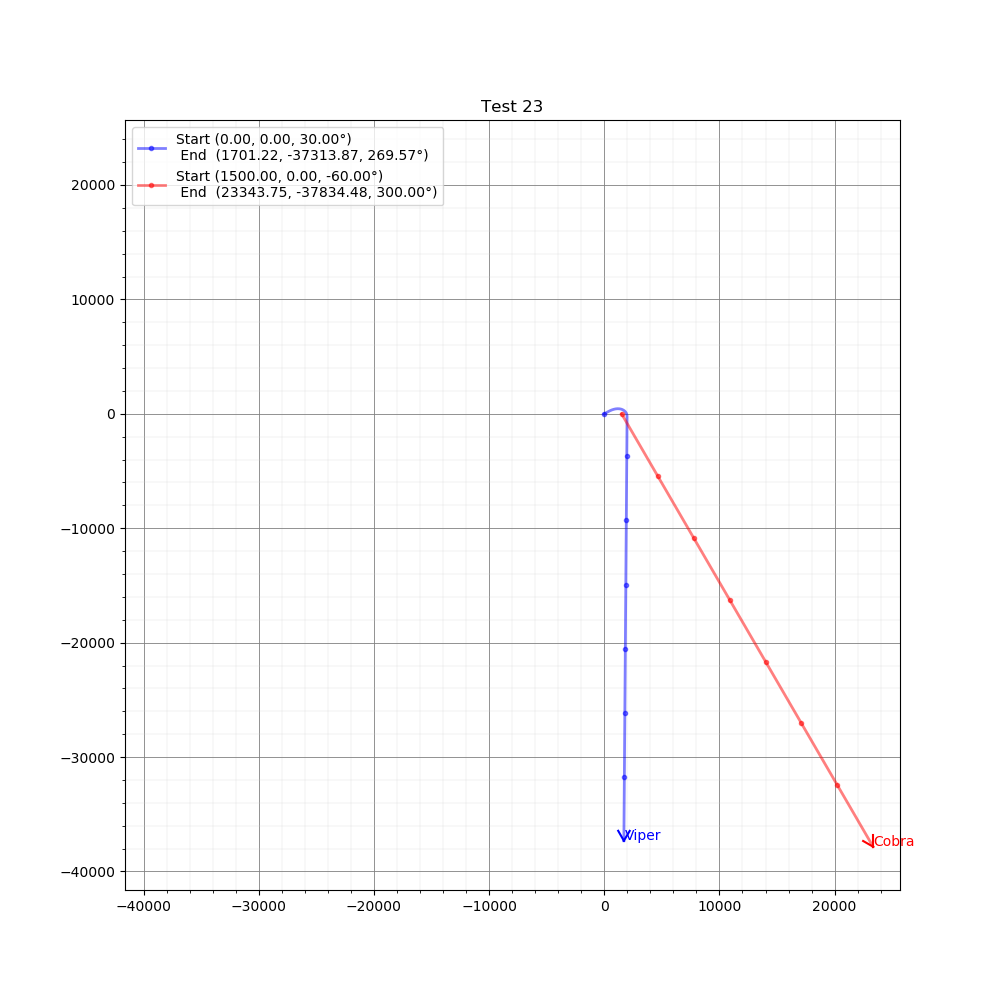 Test 23
Start (0.00, 0.00, 30.00°)
End (1701.22, -37313.87, 269.57°)
Start (1500.00, 0.00, -60.00°)
End (23343.75, -37834.48, 300.00°)
20000
10000
0
−10000
−20000
−30000
−40000
Viper
Cobra
−40000 −30000 −20000 −10000 0 10000 20000